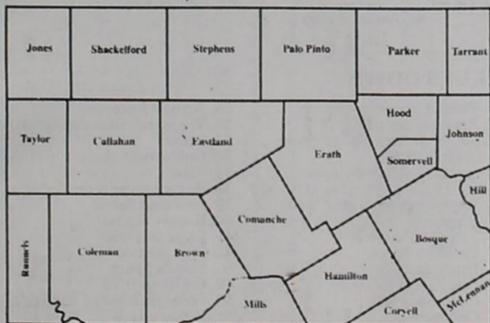 Jones
Shackelford
Stephens
Palo Pinto
Parker
Tarrant
Taylor
Callahan
Eastland
Erath
Hood
Somervell
Johnson
Hill
Runnels
Coleman
Brown
Comanche
Mills
Hamilton
Bosque
Coryell
McLennan